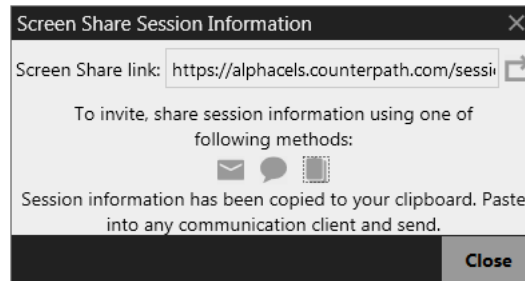 Screen Share Session Information
Screen Share link: https://alphacels.counterpath.com/sessi
To invite, share session information using one of
following methods:
Session information has been copied to your clipboard. Paste
into any communication client and send.
Close